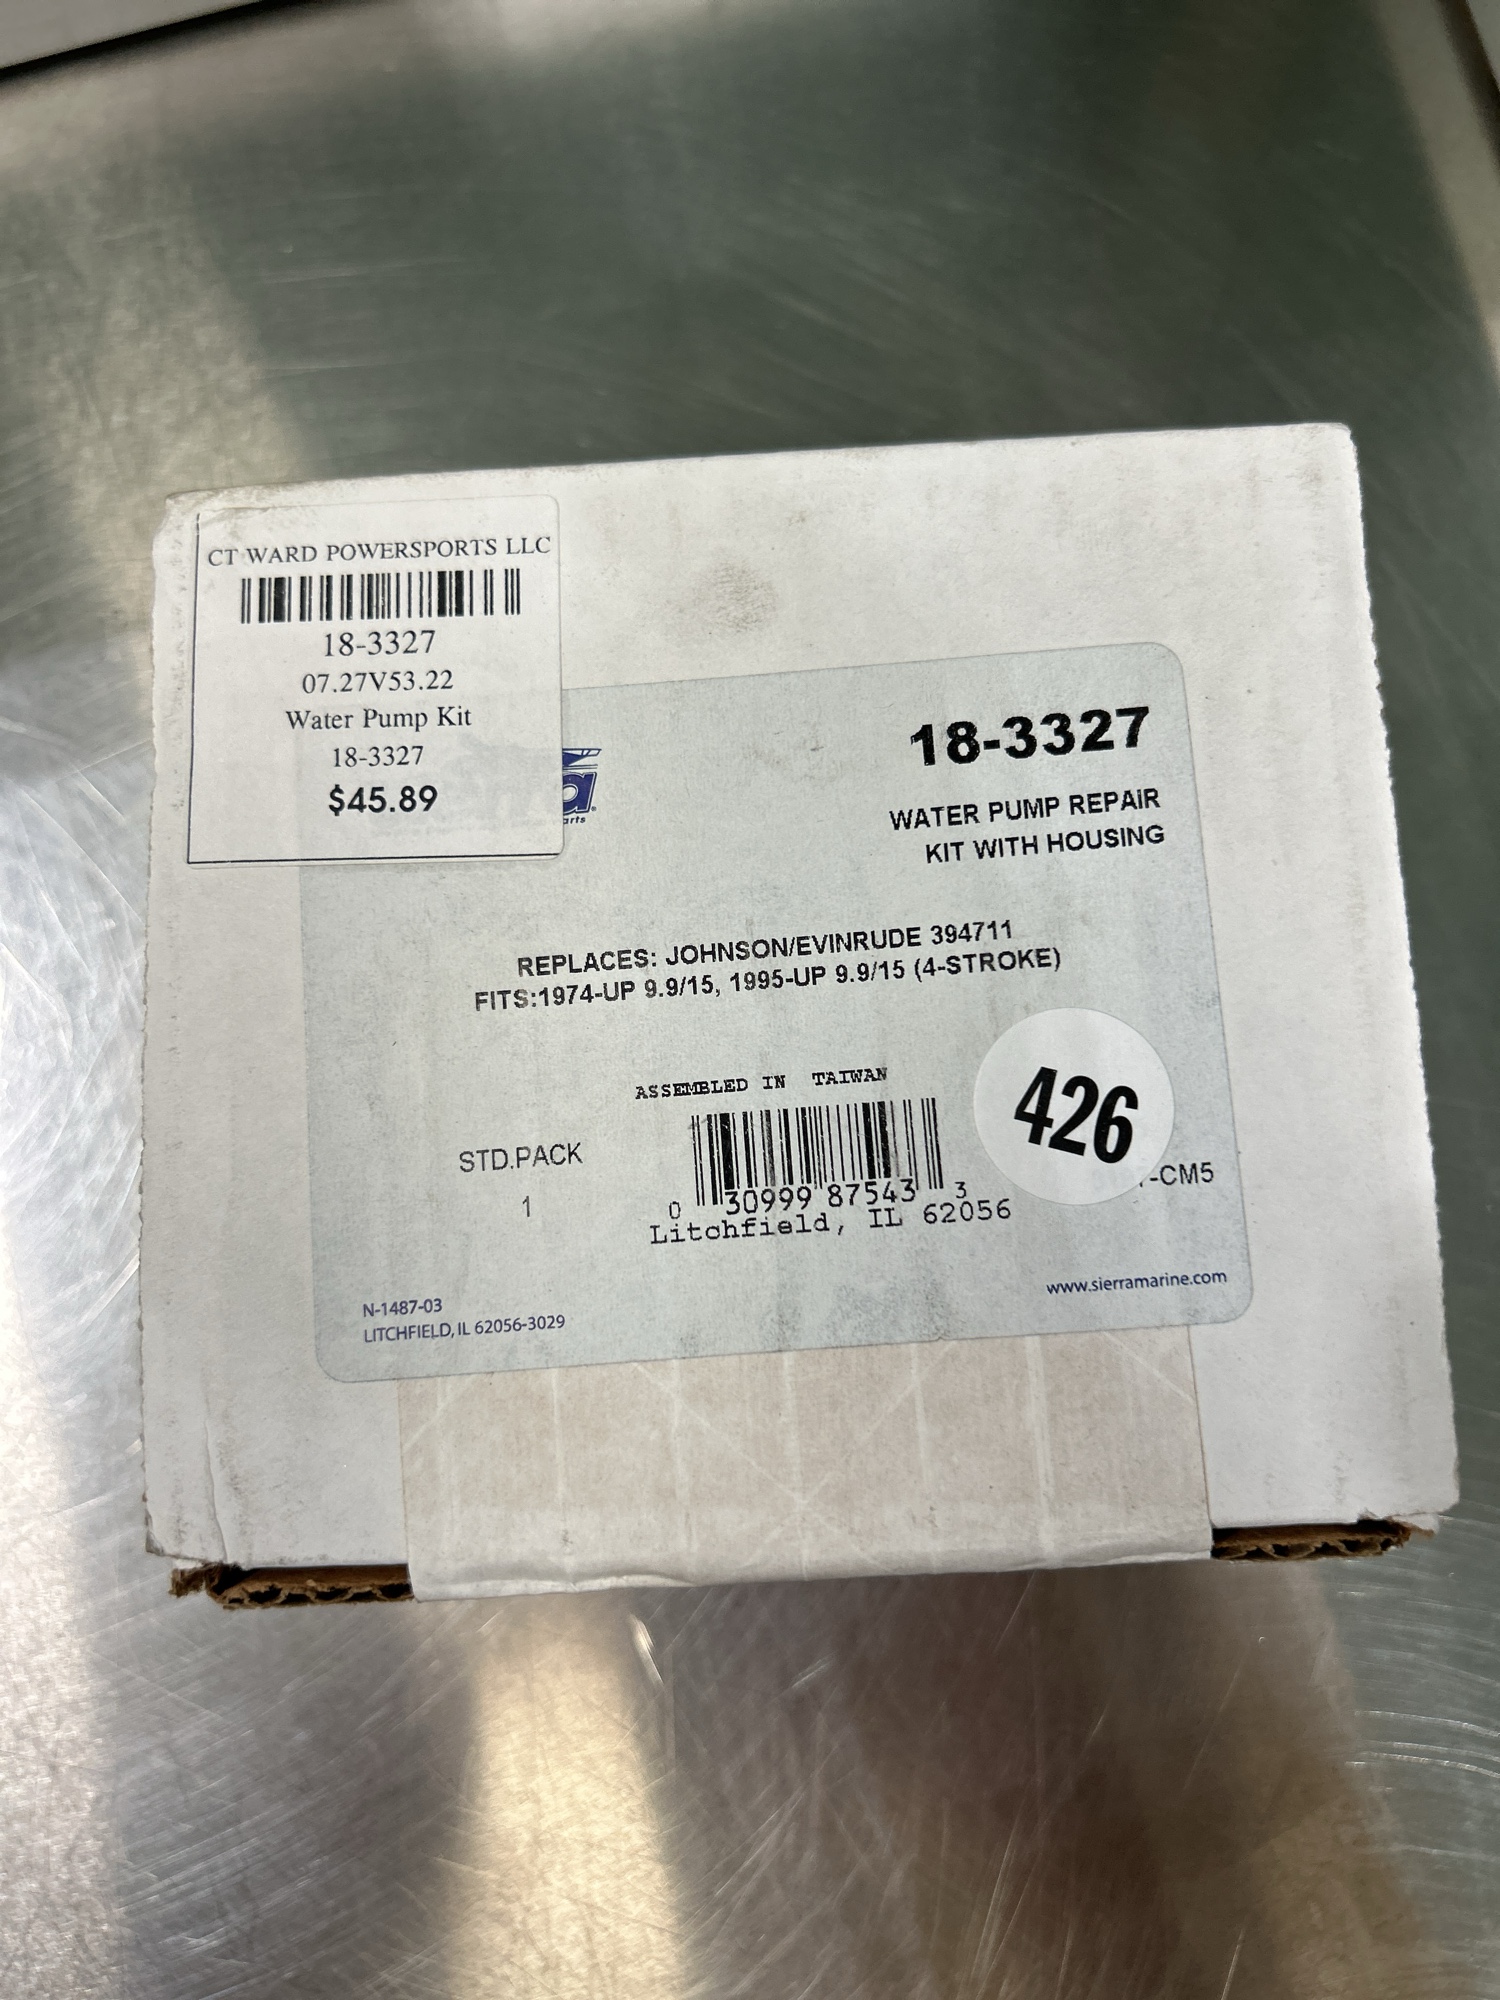 CT WARD POWERSPORTS LLC
18-3327
07.27V53.22
Water Pump Kit
18-3327
$45.89
18-3327
WATER PUMP REPAIR
KIT WITH HOUSING
REPLACES: JOHNSON/EVINRUDE 394711
FITS:1974-UP 9.9/15, 1995-UP 9.9/15 (4-STROKE)
ASSEMBLED IN TAIWAN
426
STD.PACK
1
-CM5
0 30999 87543 3
Litchfield, IL 62056
www.sierramarine.com
N-1487-03
LITCHFIELD, IL 62056-3029